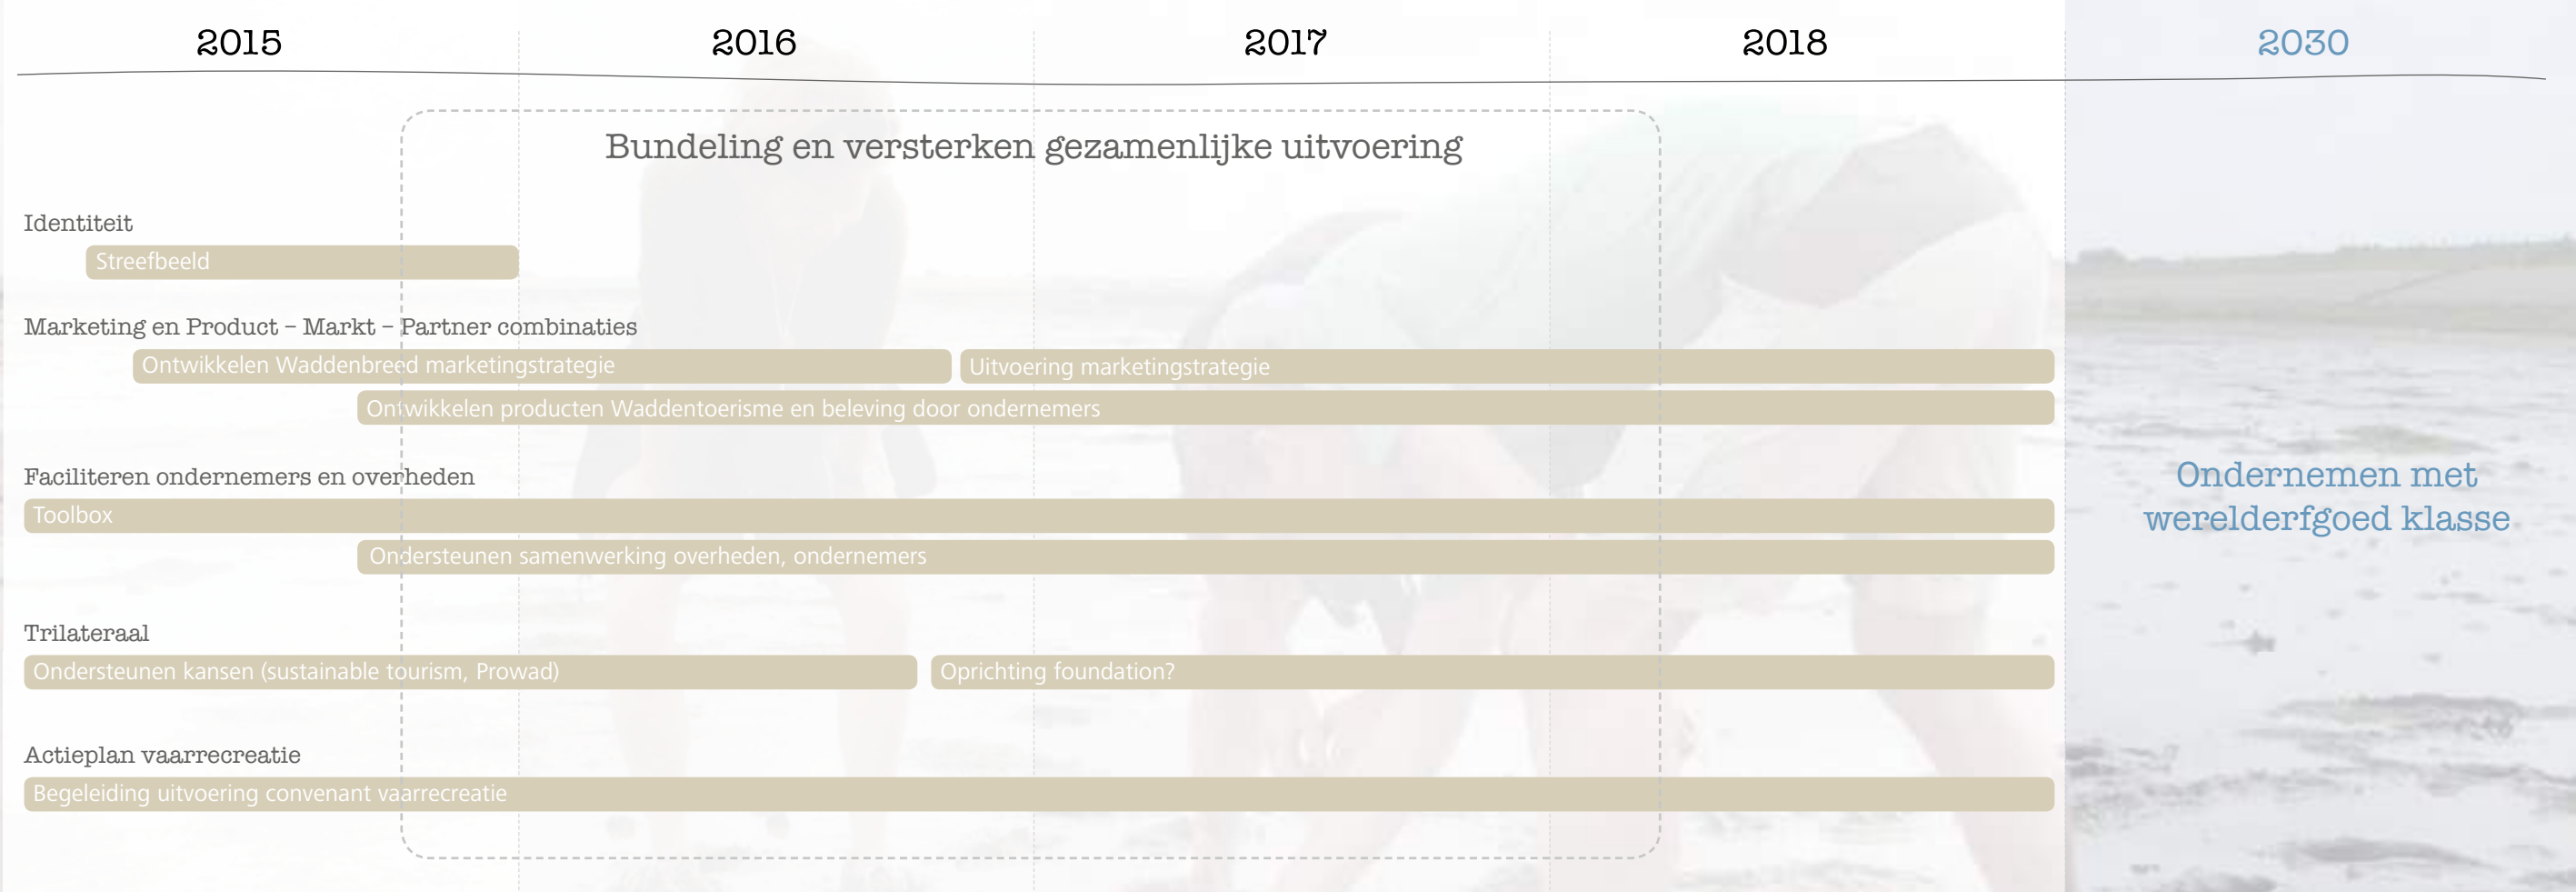 2015 2016 2017 2018 2030
Bundeling en versterken gezamenlijke uitvoering
Identiteit
Streefbeeld
Marketing en Product – Markt – Partner combinaties
Ontwikkelen Waddenbreed marketingstrategie
Uitvoering marketingstrategie
Ontwikkelen producten Waddentoerisme en beleving door ondernemers
Faciliteren ondernemers en overheden
Toolbox
Ondersteunen samenwerking overheden, ondernemers
Ondernemen met
werelderfgoed klasse
Trilateraal
Ondersteunen kansen (sustainable tourism, Prowad)
Oprichting foundation?
Actieplan vaarrecreatie
Begeleiding uitvoering convenant vaarrecreatie